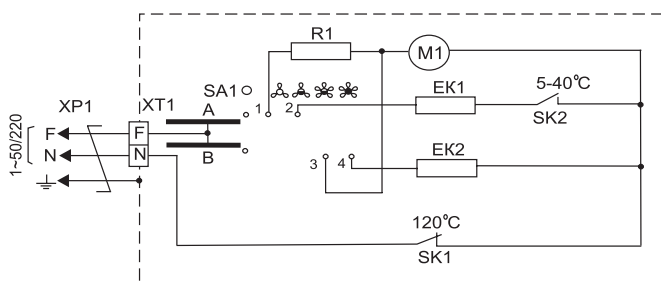 R1
M1
SA1
1
2
XP1
XT1
A
B
F
F
N
N
1~50/220
EK1
5-40°C
SK2
3
4
EK2
120°C
SK1